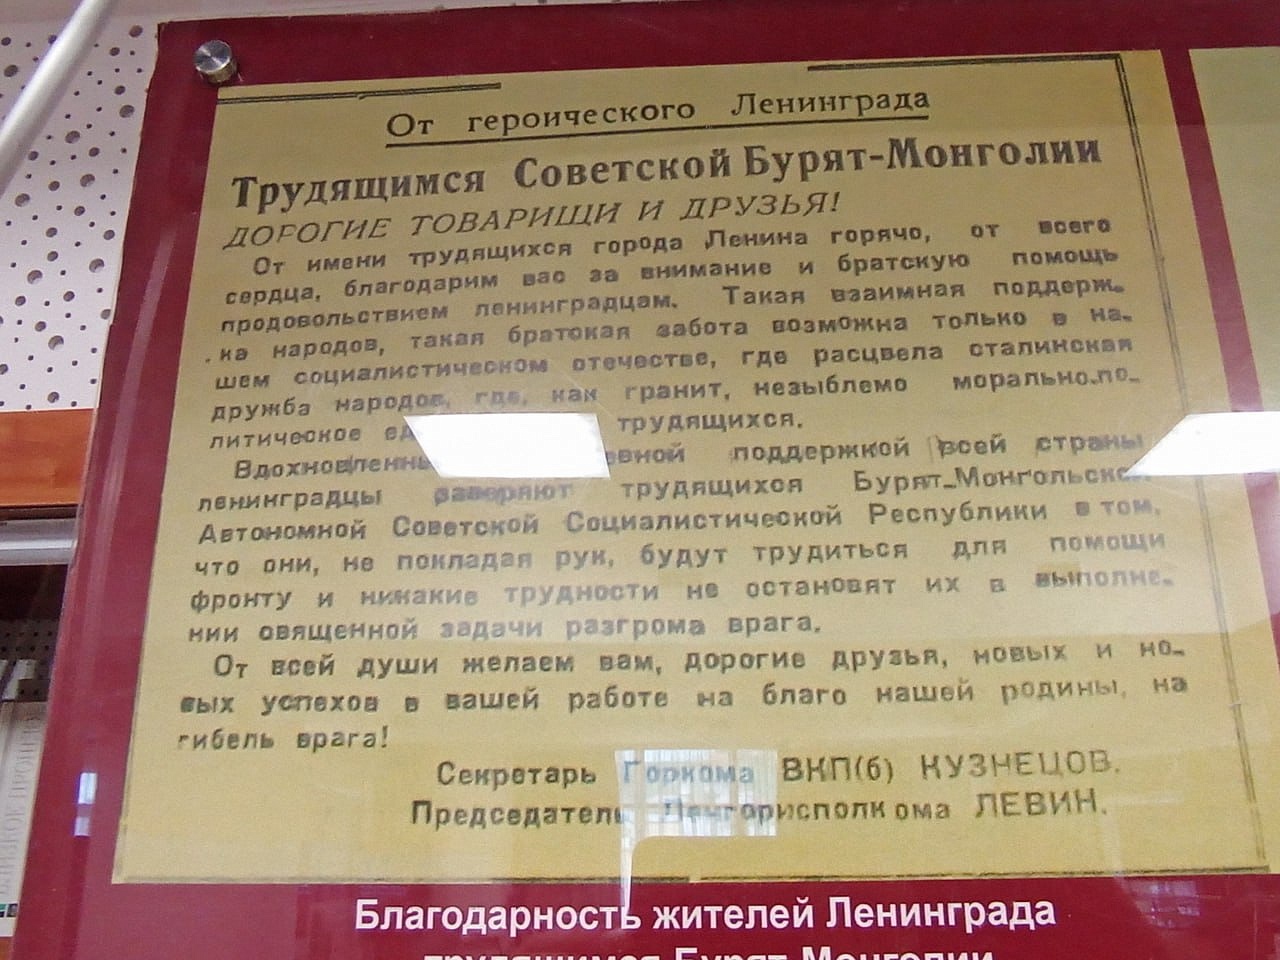 От героического Ленинграда
Трудящимся Советской Бурят-Монголии
ДОРОГИЕ ТОВАРИЩИ И ДРУЗЬЯ!
От имени трудящихся города Ленина горячо, от всего
сердца, благодарим вас за внимание и братскую помощь
продовольствием ленинградцам. Такая взаимная поддерж-
ка народов, такая братская забота возможна только в на-
шем социалистическом отечестве, где расцвела сталинская
дружба народов, где, как гранит, незыблемо морально-по-
литическое трудящихся.
поддержкой всей страны
ленинградцы заверяют трудящихся Бурят-Монгольской
Автономной Советской Социалистической Республики в том,
что они, не покладая рук, будут трудиться для помощи
фронту и никакие трудности не остановят их в выполне-
нии священной задачи разгрома врага.
От всей души желаем вам, дорогие друзья, новых и но-
вых успехов в вашей работе на благо нашей родины, на
гибель врага!
Секретарь Горкома ВКП(б) КУЗНЕЦОВ.
Председатель Ленгорисполкома ЛЕВИН.
Благодарность жителей Ленинграда
трудящимся Бурят-Монголии